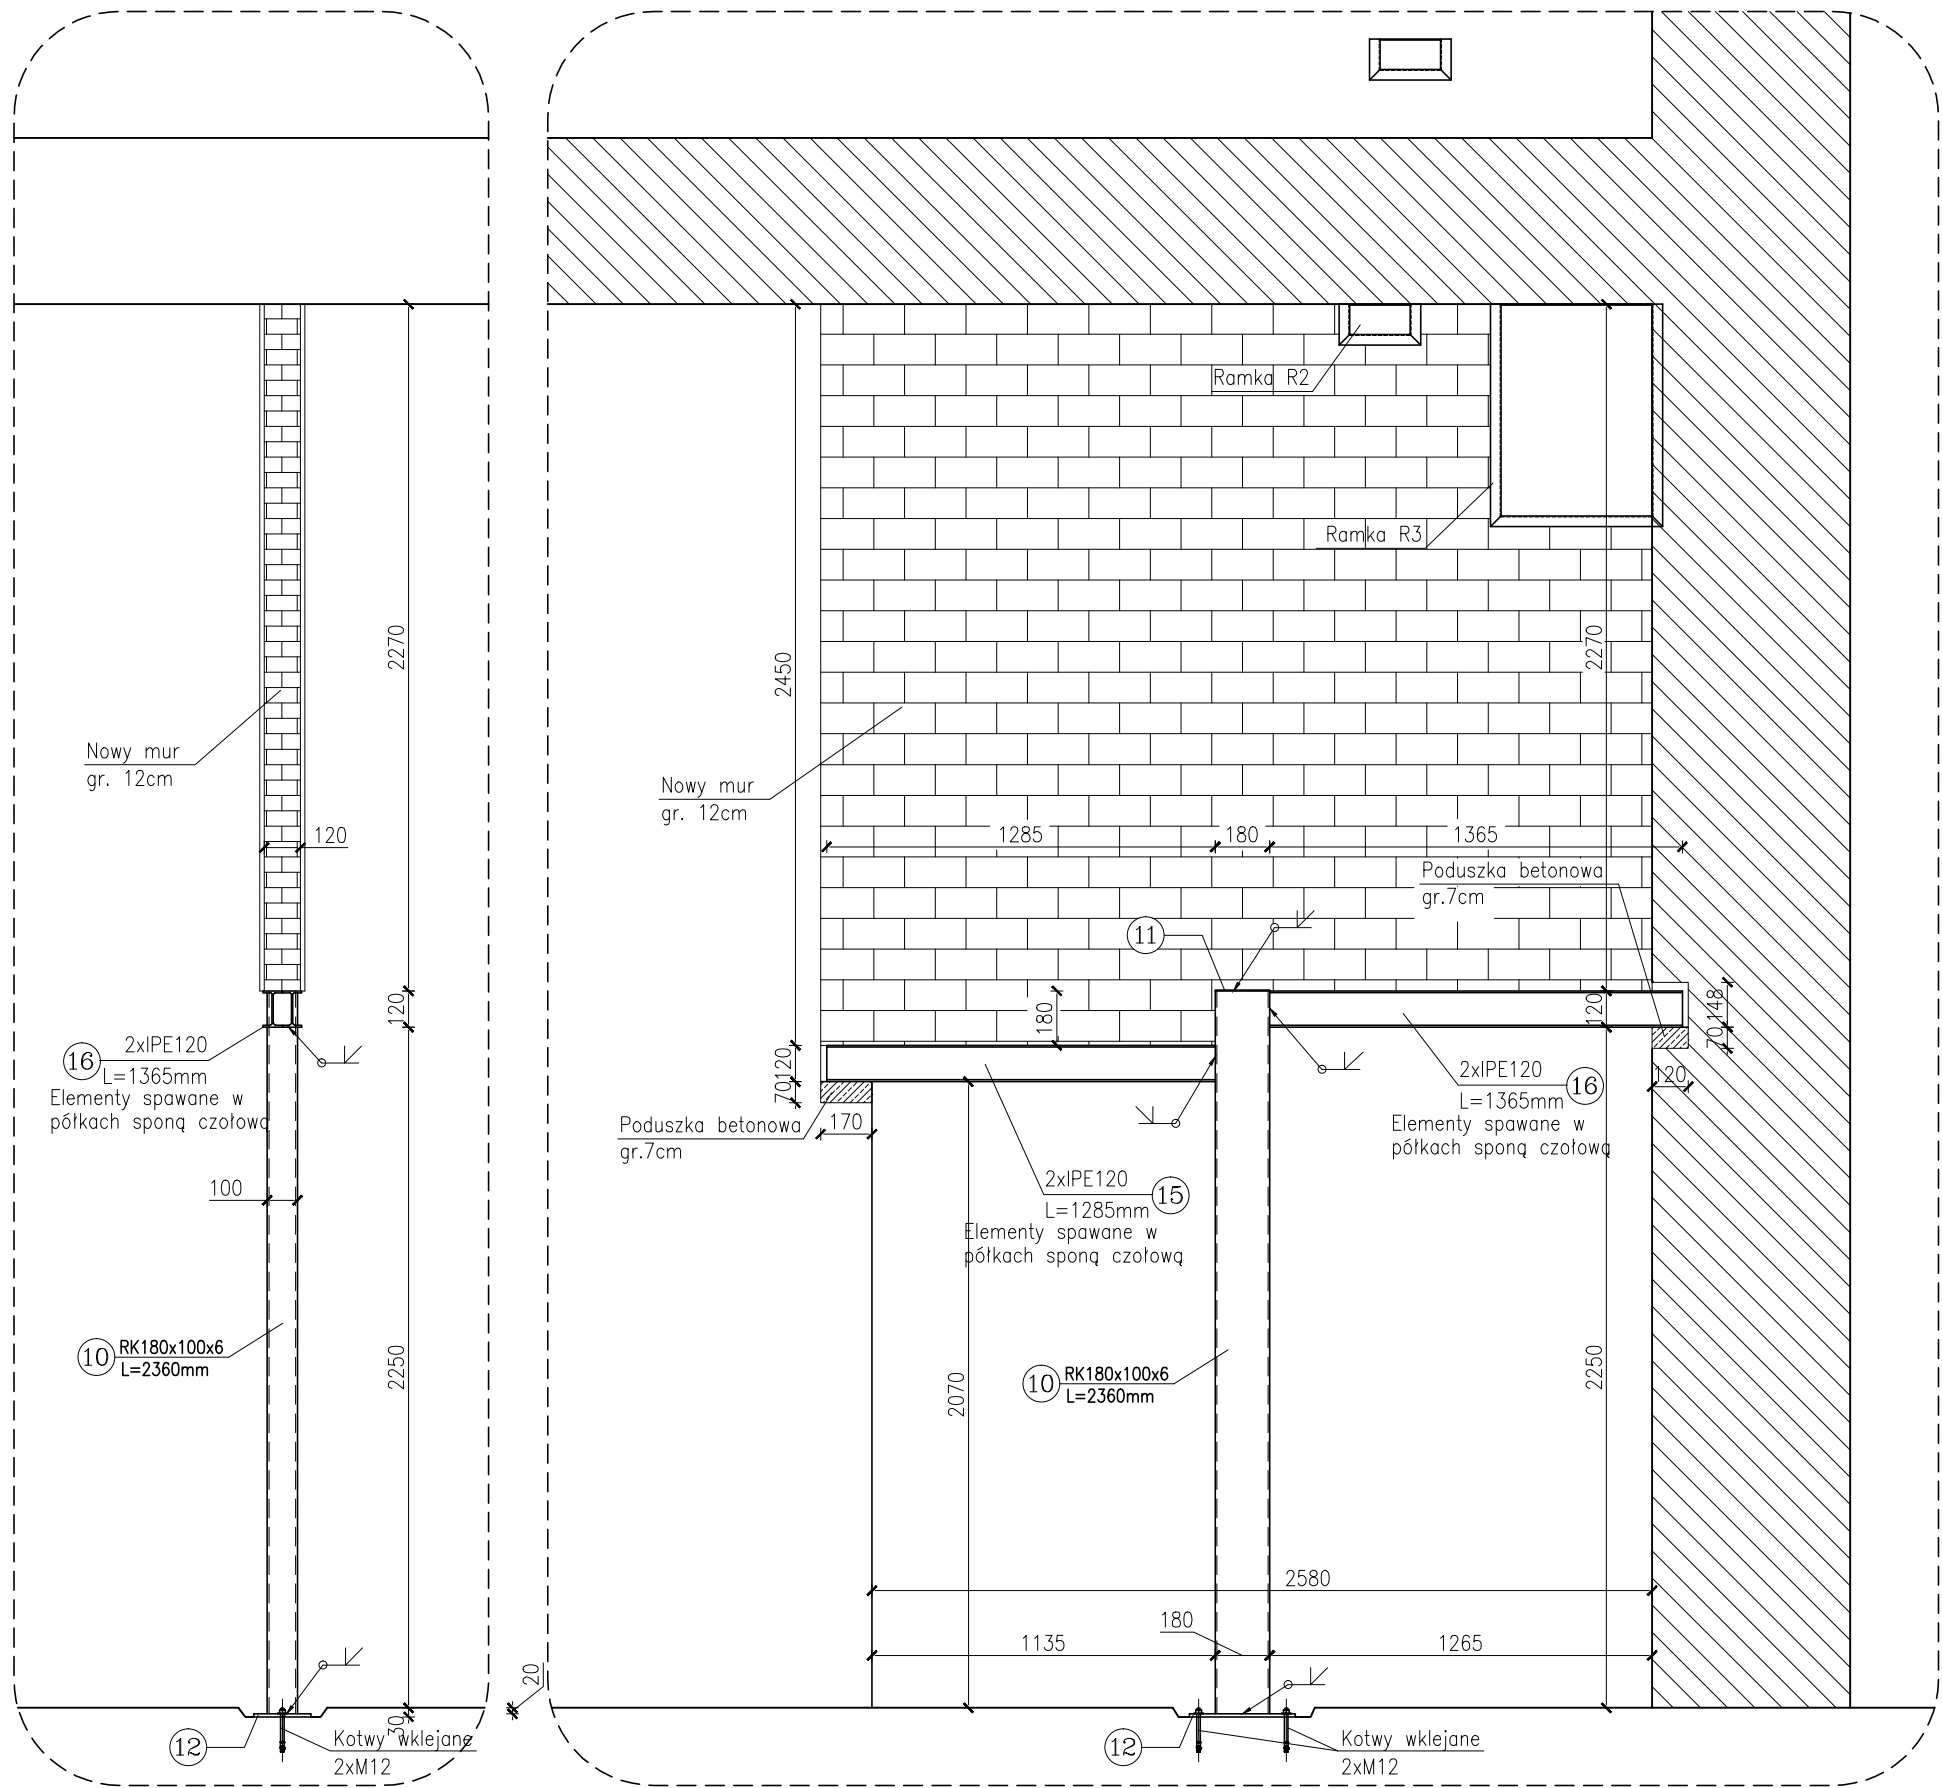 2270
Nowy mur
gr. 12cm
120
120
16
2xIPE120
L=1365mm
Elementy spawane w
półkach sponą czołową
100
10
RK180x100x6
L=2360mm
2250
20
30
12
Kotwy wklejane
2xM12
Ramka R2
Ramka R3
2450
2270
Nowy mur
gr. 12cm
1285
180
1365
Poduszka betonowa
gr.7cm
11
180
120
148
70
120
70
120
120
170
Poduszka betonowa
gr.7cm
2xIPE120
16
L=1365mm
Elementy spawane w
półkach sponą czołową
2xIPE120
15
L=1285mm
Elementy spawane w
półkach sponą czołową
2070
10
RK180x100x6
L=2360mm
2250
2580
180
1135
1265
12
Kotwy wklejane
2xM12